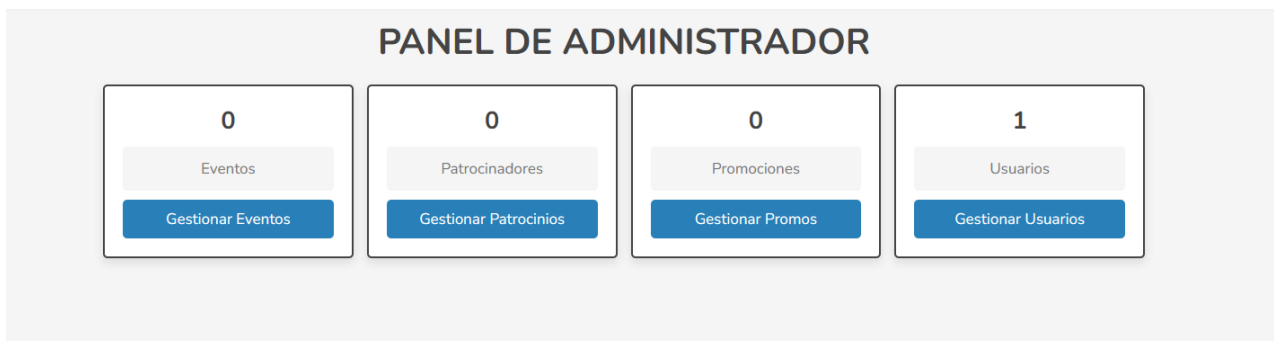 PANEL DE ADMINISTRADOR
0
Eventos
Gestionar Eventos
0
Patrocinadores
Gestionar Patrocinios
0
Promociones
Gestionar Promos
1
Usuarios
Gestionar Usuarios